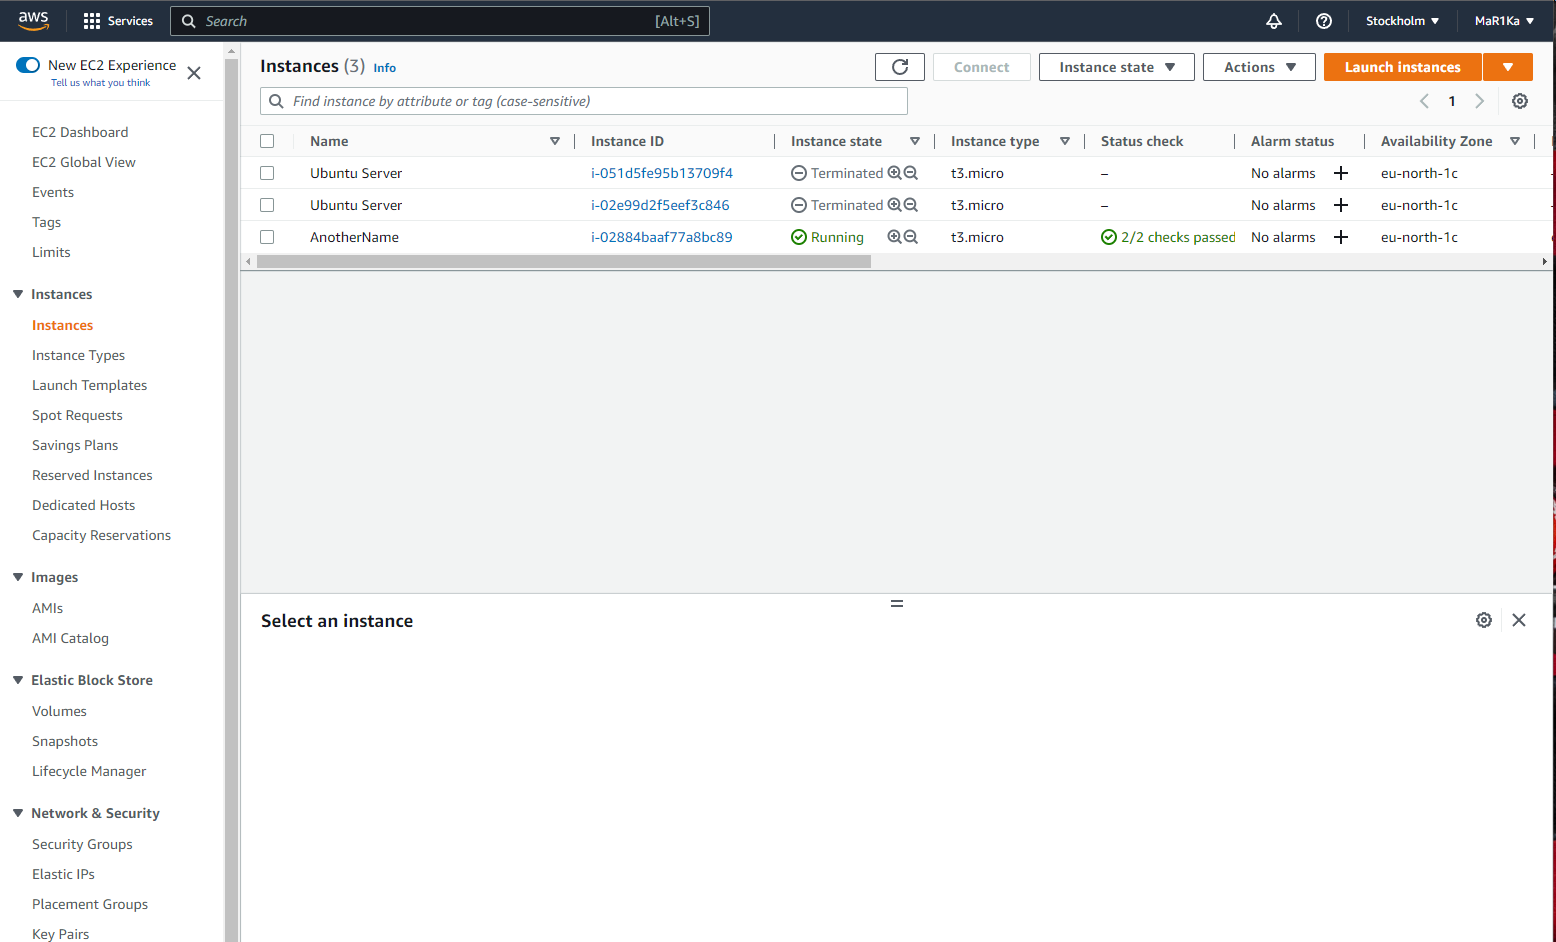 aws Services Search [Alt+S] Stockholm MaR1Ka
New EC2 Experience
Tell us what you think
EC2 Dashboard
EC2 Global View
Events
Tags
Limits
Instances
Instances
Instance Types
Launch Templates
Spot Requests
Savings Plans
Reserved Instances
Dedicated Hosts
Capacity Reservations
Images
AMIs
AMI Catalog
Elastic Block Store
Volumes
Snapshots
Lifecycle Manager
Network & Security
Security Groups
Elastic IPs
Placement Groups
Key Pairs
Instances (3) Info Connect Instance state Actions Launch instances
Find instance by attribute or tag (case-sensitive) 1
Name Instance ID Instance state Instance type Status check Alarm status Availability Zone
Ubuntu Server i-051d5fe95b13709f4 Terminated t3.micro – No alarms eu-north-1c
Ubuntu Server i-02e99d2f5eef3c846 Terminated t3.micro – No alarms eu-north-1c
AnotherName i-02884baaf77a8bc89 Running t3.micro 2/2 checks passed No alarms eu-north-1c
Select an instance